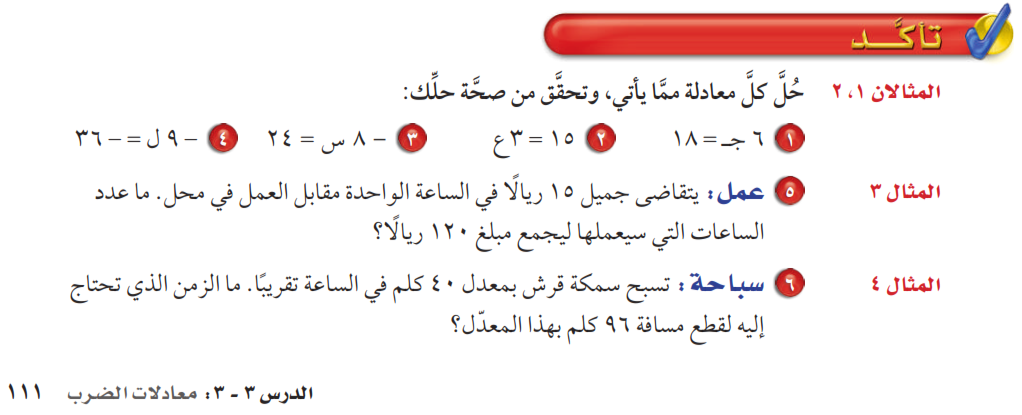 تأكَّـــد
المثالان ١، ٢ حُلَّ كلَّ معادلة ممَّا يأتي، وتحقَّق من صحَّة حلِّك:
١ ٦ جـ = ١٨ ٢ ١٥ = ٣ ع ٣ - ٨ س = ٢٤ ٤ - ٩ ل = - ٣٦
المثال ٣ ٥ عمل: يتقاضى جميل ١٥ ريالًا في الساعة الواحدة مقابل العمل في محل. ما عدد
الساعات التي سيعملها ليجمع مبلغ ١٢٠ ريالًا؟
المثال ٤ ٦ سباحة: تسبح سمكة قرش بمعدل ٤٠ كلم في الساعة تقريبًا. ما الزمن الذي تحتاج
إليه لقطع مسافة ٩٦ كلم بهذا المعدّل؟
الدرس ٣ - ٣: معادلات الضرب ١١١